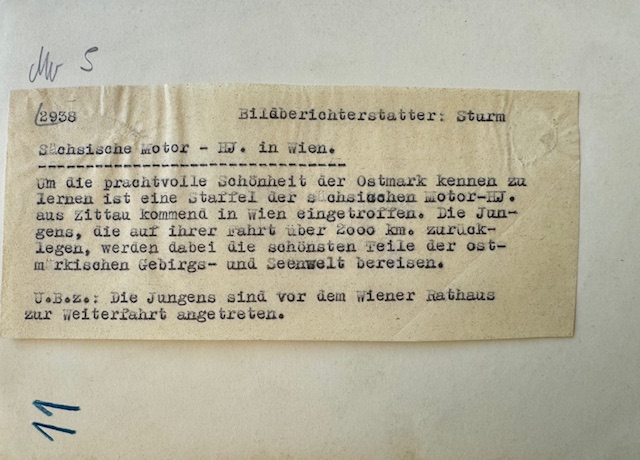 Mv 5
2938 Bildberichterstatter: Sturm
Sächsische Motor - HJ. in Wien.
Um die prachtvolle Schönheit der Ostmark kennen zu
lernen ist eine Staffel der sächsischen Motor-HJ.
aus Zittau kommend in Wien eingetroffen. Die Jun-
gens, die auf ihrer Fahrt über 2000 km. zurück-
legen, werden dabei die schönsten Teile der ost-
märkischen Gebirgs- und Seenwelt bereisen.
U.B.z.: Die Jungens sind vor dem Wiener Rathaus
zur Weiterfahrt angetreten.
11